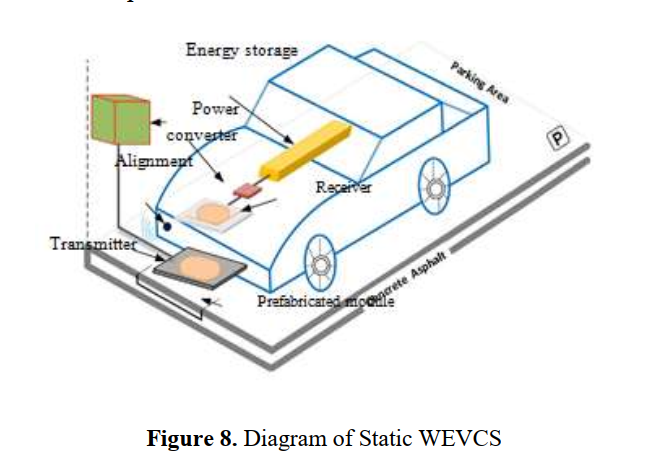 Energy storage
Parking Area
Power
converter
P
Alignment
Receiver
Transmitter
Prefabricated module
Concrete Asphalt
Figure 8. Diagram of Static WEVCS